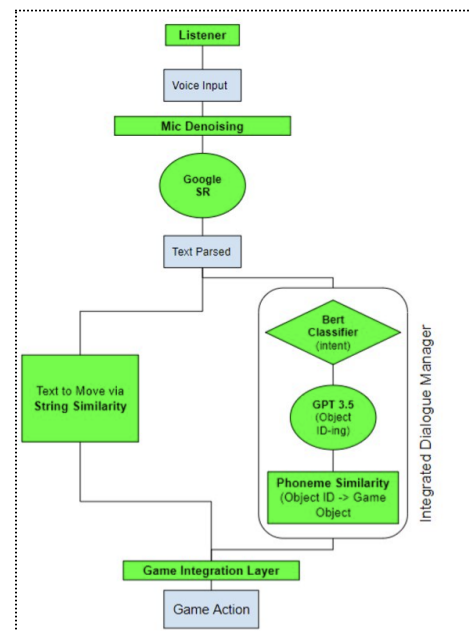 Listener
Voice Input
Mic Denoising
Google
SR
Text Parsed
Bert
Classifier
(intent)
Text to Move via
String Similarity
GPT 3.5
(Object
ID-ing)
Phoneme Similarity
(Object ID -> Game
Object
Integrated Dialogue Manager
Game Integration Layer
Game Action